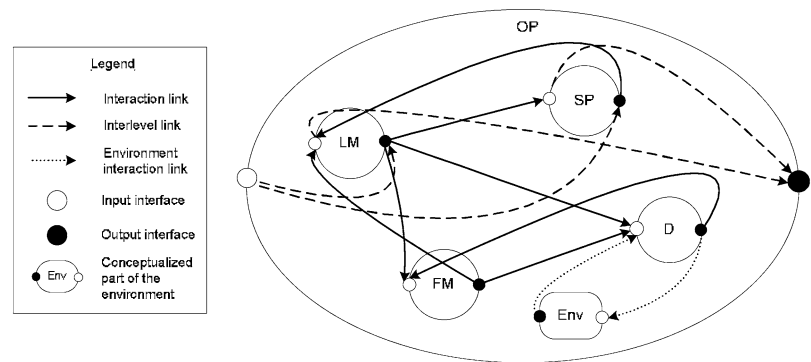 Legend
Interaction link
Interlevel link
Environment
interaction link
Input interface
Output interface
Env
Conceptualized
part of the
environment
OP
SP
LM
D
FM
Env